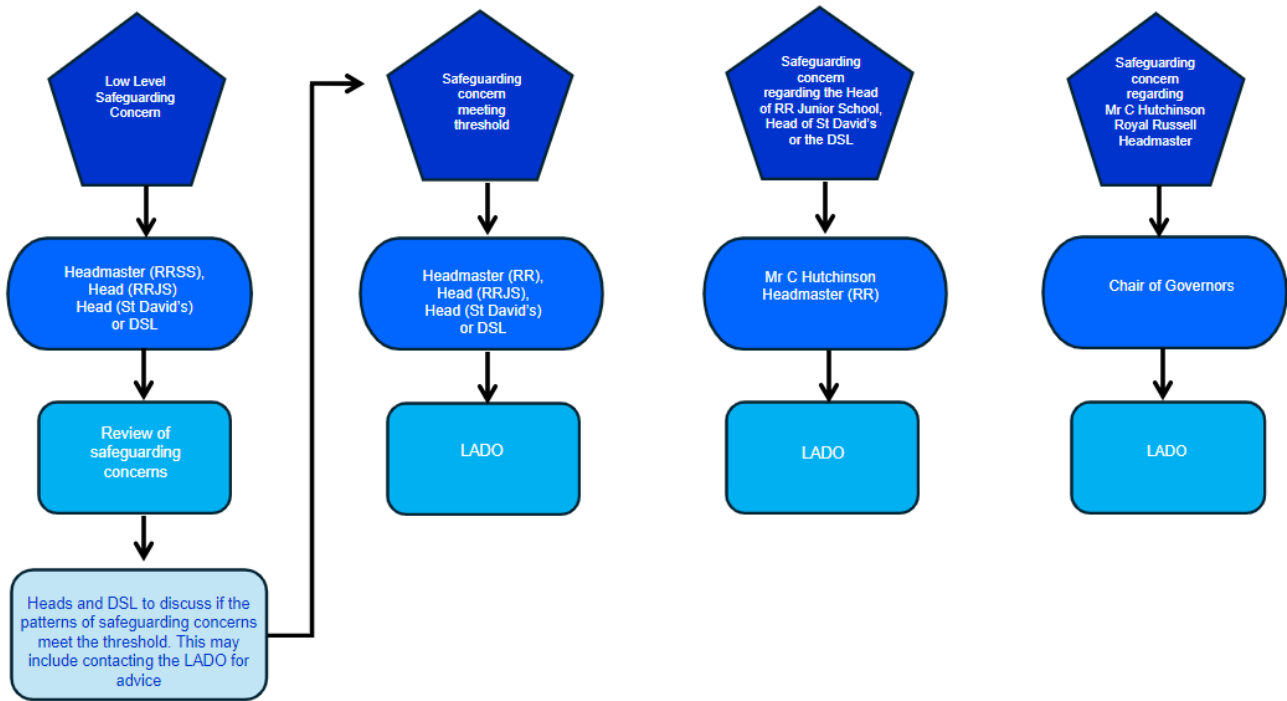 Low Level
Safeguarding
Concern
Headmaster (RRSS),
Head (RRJS)
Head (St David's)
or DSL
Review of
safeguarding
concerns
Heads and DSL to discuss if the
patterns of safeguarding concerns
meet the threshold. This may
include contacting the LADO for
advice
Safeguarding
concern
meeting
threshold
Headmaster (RR),
Head (RRJS),
Head (St David's)
or DSL
LADO
Safeguarding
concern
regarding the Head
of RR Junior School,
Head of St David's
or the DSL
Mr C Hutchinson
Headmaster (RR)
LADO
Safeguarding
concern
regarding
Mr C Hutchinson
Royal Russell
Headmaster
Chair of Governors
LADO